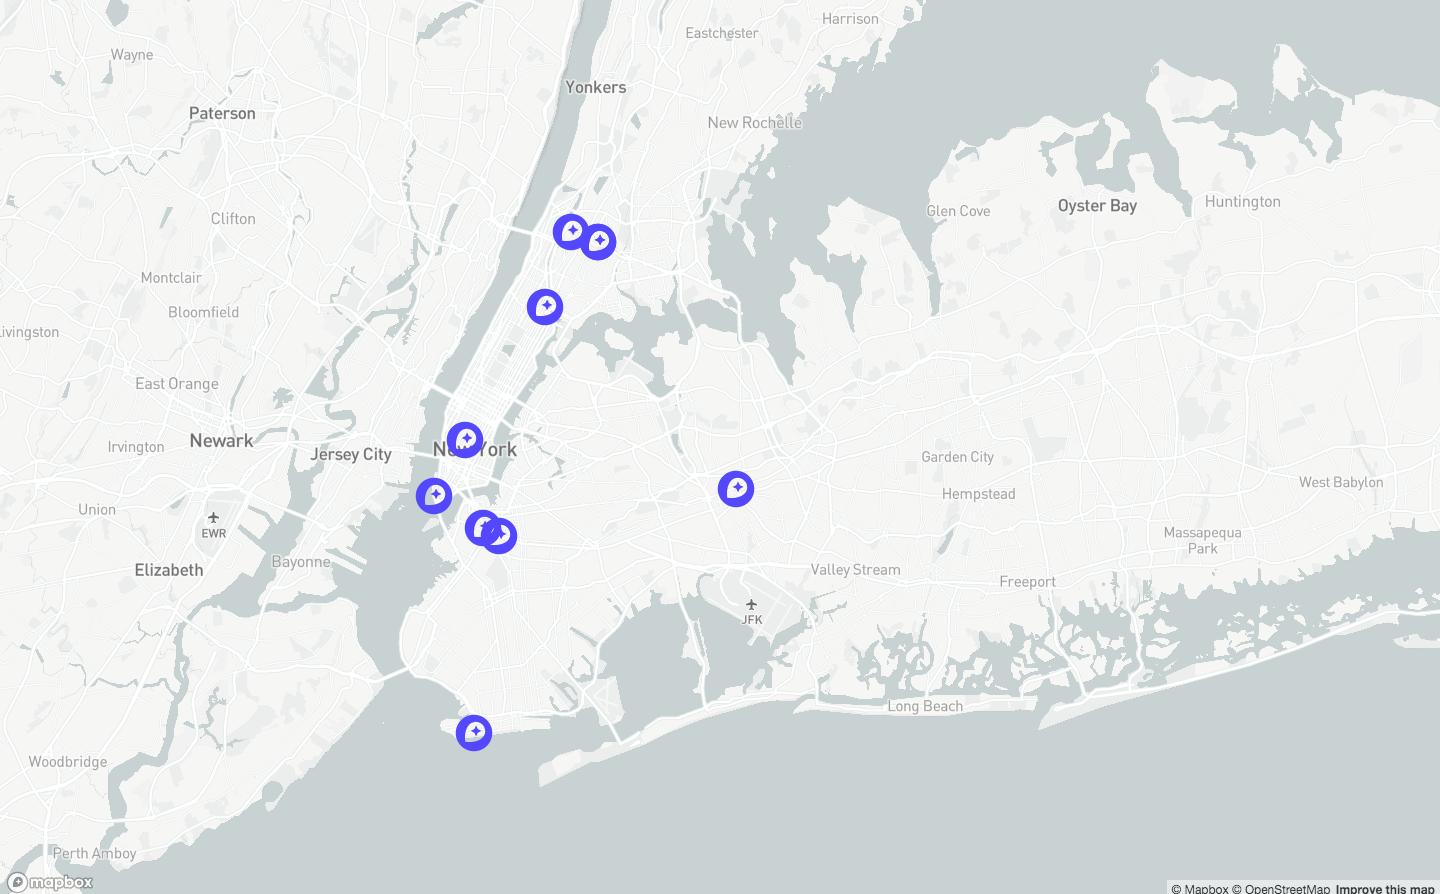 Harrison
Eastchester
Wayne
Yonkers
Paterson
New Rochelle
Huntington
Oyster Bay
Glen Cove
Clifton
Montclair
Bloomfield
ivingston
East Orange
Newark
Irvington
New York
Jersey City
Garden City
West Babylon
Hempstead
Union
EWR
Massapequa
Park
Bayonne
Elizabeth
Valley Stream
Freeport
JFK
Long Beach
Woodbridge
Perth Amboy
mapbox
© Mapbox © OpenStreetMap Improve this map